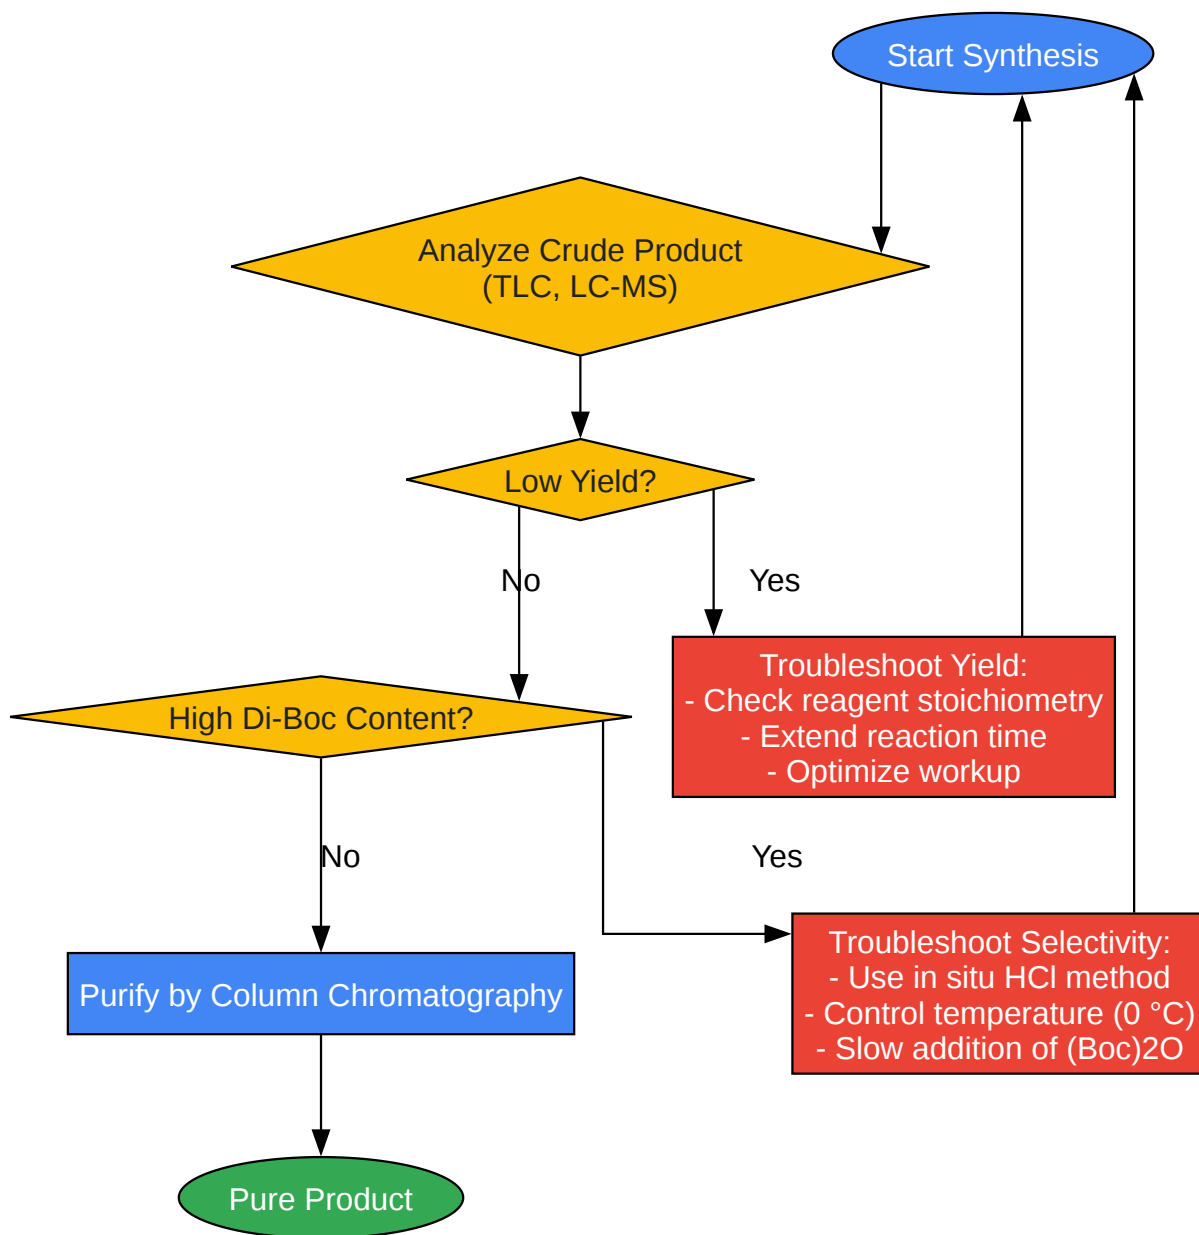 Start Synthesis
Analyze Crude Product
(TLC, LC-MS)
Low Yield?
No
Yes
Troubleshoot Yield:
- Check reagent stoichiometry
- Extend reaction time
- Optimize workup
High Di-Boc Content?
No
Yes
Troubleshoot Selectivity:
- Use in situ HCl method
- Control temperature (0 °C)
- Slow addition of (Boc)2O
Purify by Column Chromatography
Pure Product